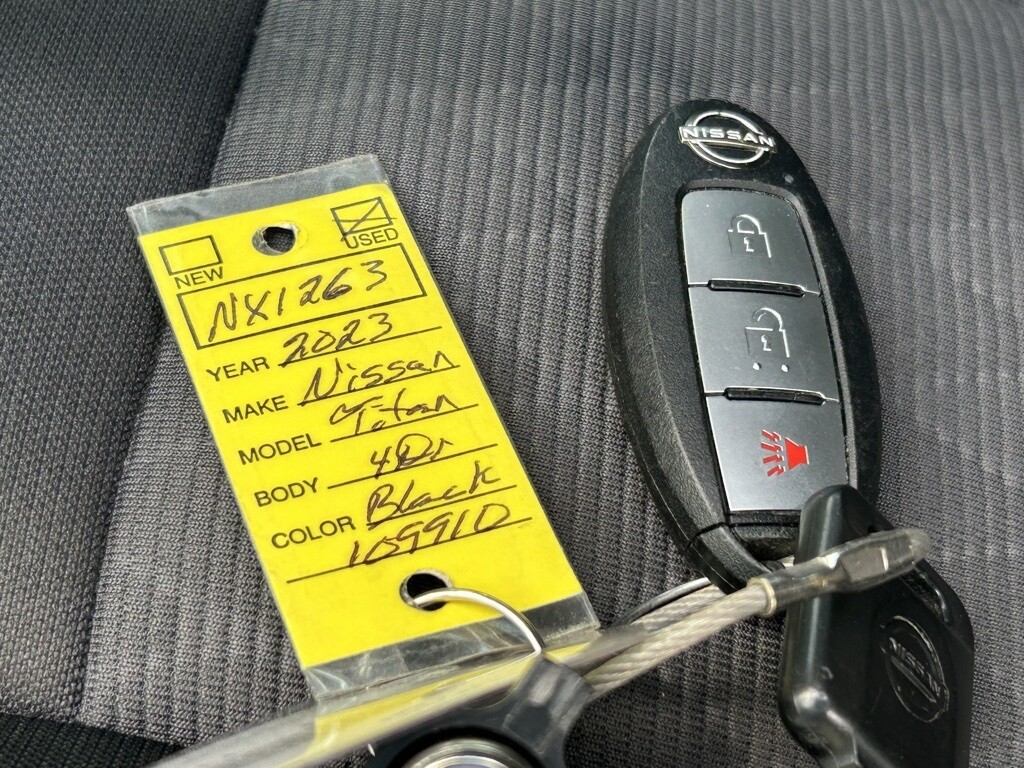 NEW
USED
NX1263
YEAR 2023
MAKE Nissan
MODEL Titan
BODY 4Dr
COLOR Black
109910
NISSAN
NISSAN